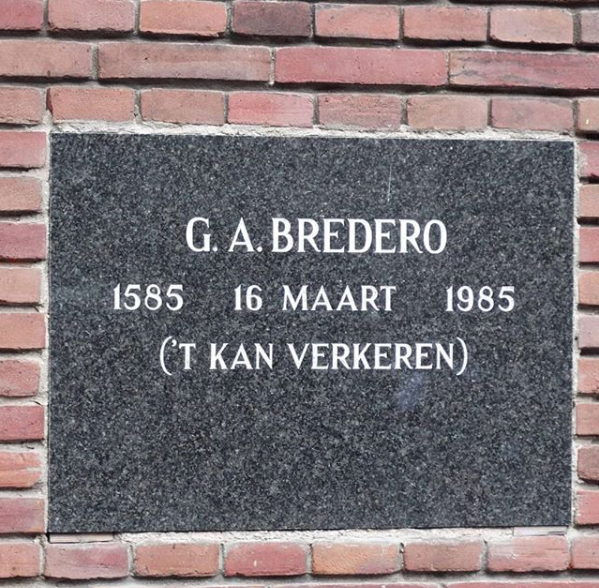 G. A. BREDERO
1585 16 MAART 1985
('T KAN VERKEREN)